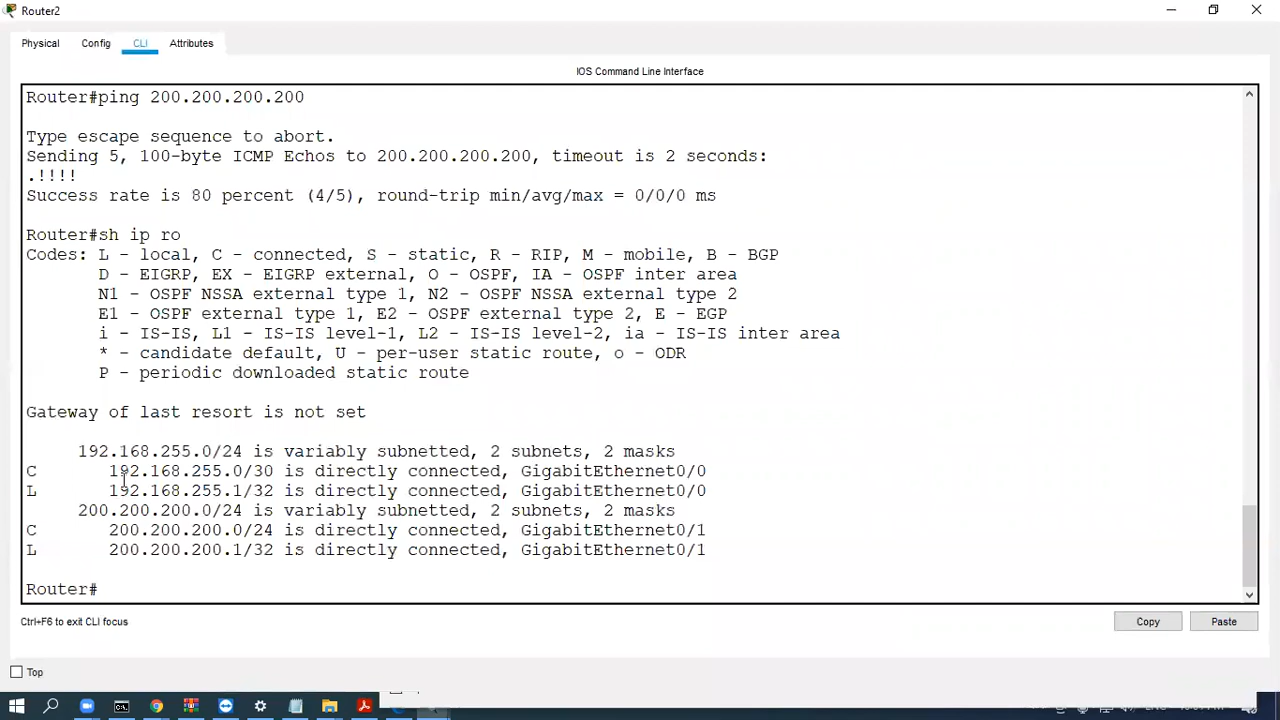 Router2
Physical Config CLI Attributes
IOS Command Line Interface
Router#ping 200.200.200.200
Type escape sequence to abort.
Sending 5, 100-byte ICMP Echos to 200.200.200.200, timeout is 2 seconds:
.!!!!
Success rate is 80 percent (4/5), round-trip min/avg/max = 0/0/0 ms
Router#sh ip ro
Codes: L - local, C - connected, S - static, R - RIP, M - mobile, B - BGP
D - EIGRP, EX - EIGRP external, O - OSPF, IA - OSPF inter area
N1 - OSPF NSSA external type 1, N2 - OSPF NSSA external type 2
E1 - OSPF external type 1, E2 - OSPF external type 2, E - EGP
i - IS-IS, L1 - IS-IS level-1, L2 - IS-IS level-2, ia - IS-IS inter area
* - candidate default, U - per-user static route, o - ODR
P - periodic downloaded static route
Gateway of last resort is not set
192.168.255.0/24 is variably subnetted, 2 subnets, 2 masks
C 192.168.255.0/30 is directly connected, GigabitEthernet0/0
L 192.168.255.1/32 is directly connected, GigabitEthernet0/0
200.200.200.0/24 is variably subnetted, 2 subnets, 2 masks
C 200.200.200.0/24 is directly connected, GigabitEthernet0/1
L 200.200.200.1/32 is directly connected, GigabitEthernet0/1
Router#
Ctrl+F6 to exit CLI focus
Copy Paste
Top